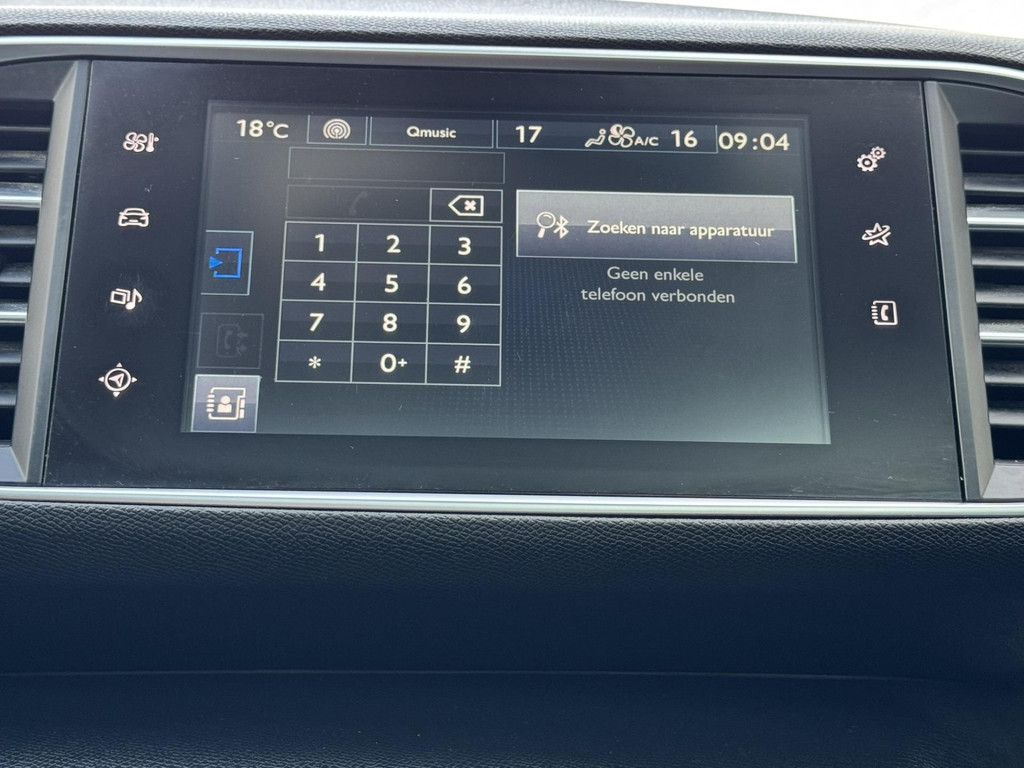 18°C Qmusic 17 A/C 16 09:04
Zoeken naar apparatuur
Geen enkele
telefoon verbonden
1 2 3
4 5 6
7 8 9
* 0+ #